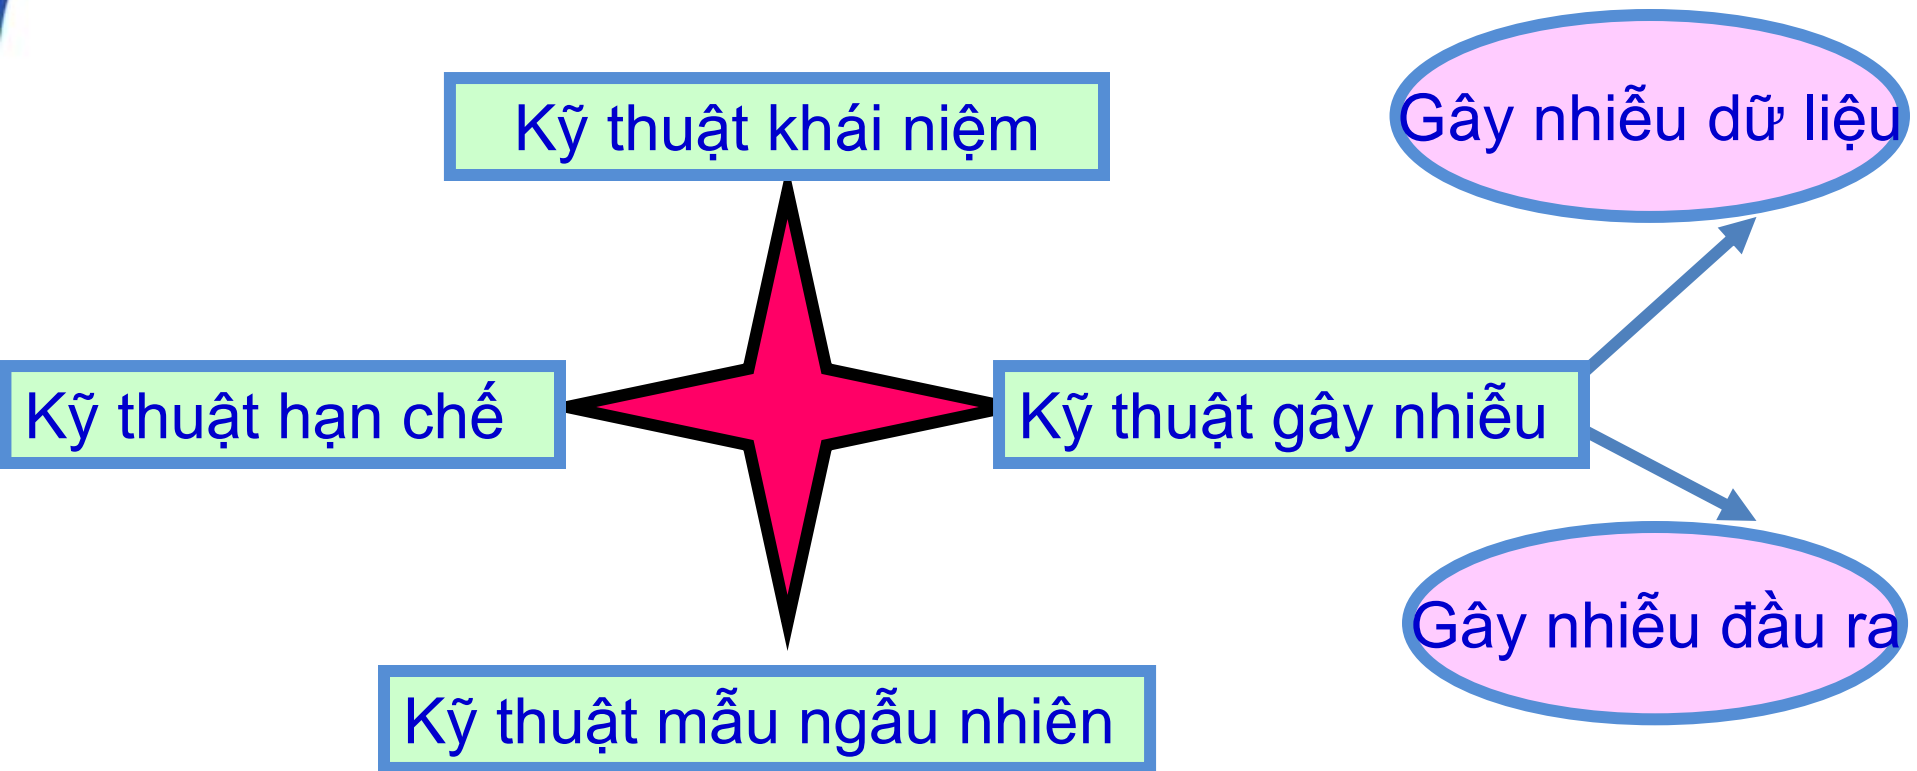 Kỹ thuật khái niệm
Gây nhiễu dữ liệu
Kỹ thuật hạn chế
Kỹ thuật gây nhiễu
Gây nhiễu đầu ra
Kỹ thuật mẫu ngẫu nhiên